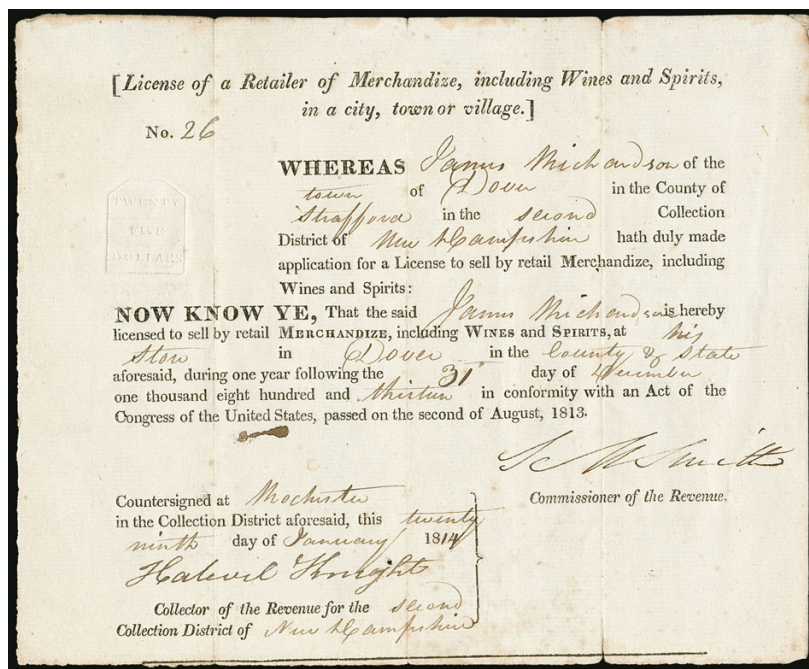 [License of a Retailer of Merchandize, including Wines and Spirits,
in a city, town or village.]
No. 26
TWENTY
FIVE
DOLLARS
WHEREAS James Richardson of the
town of Dover in the County of
Strafford in the second Collection
District of New Hampshire hath duly made
application for a License to sell by retail Merchandize, including
Wines and Spirits:
NOW KNOW YE, That the said James Richardson is hereby
licensed to sell by retail MERCHANDIZE, including WINES and SPIRITS, at his
store in Dover in the County & State
aforesaid, during one year following the 31 day of December
one thousand eight hundred and thirteen in conformity with an Act of the
Congress of the United States, passed on the second of August, 1813.
Smith
Commissioner of the Revenue.
Countersigned at Rochester
in the Collection District aforesaid, this twenty
ninth day of January 1814
Knight
Collector of the Revenue for the second
Collection District of New Hampshire